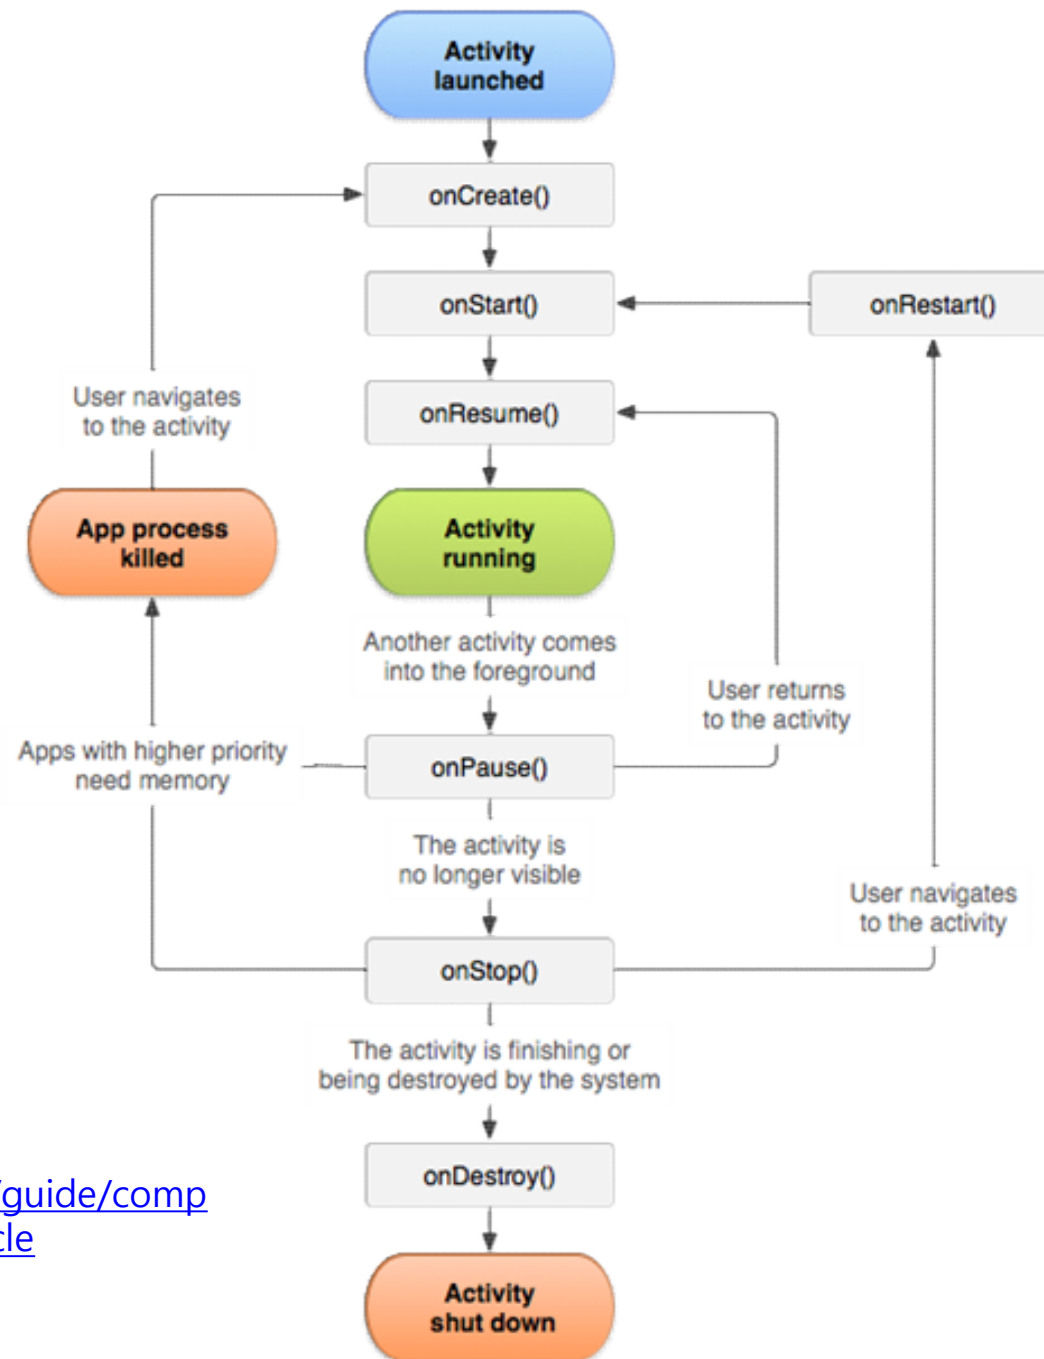 Activity
launched
onCreate()
onStart()
onRestart()
onResume()
User navigates
to the activity
App process
killed
Activity
running
Another activity comes
into the foreground
User returns
to the activity
Apps with higher priority
need memory
onPause()
The activity is
no longer visible
User navigates
to the activity
onStop()
The activity is finishing or
being destroyed by the system
onDestroy()
/guide/comp
cle
Activity
shut down